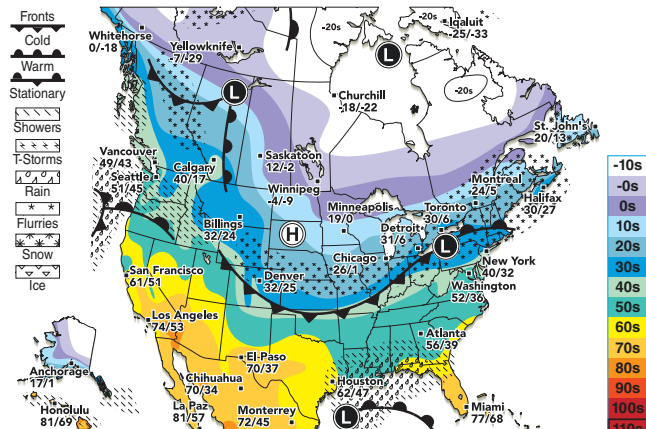 Fronts
Cold
Warm
Stationary
Showers
T-Storms
Rain
Flurries
Snow
Ice
Whitehorse
0/-18
Yellowknife
-7/-29
-20s
Iqaluit
-25/-33
L
L
Churchill
-18/-22
-20s
St. John's
20/13
Vancouver
49/43
Seattle
51/45
Calgary
40/17
Saskatoon
12/-2
Winnipeg
-4/-9
Montreal
24/5
Halifax
30/27
Billings
32/24
Minneapolis
19/0
Toronto
30/6
Detroit
31/6
H
L
Chicago
26/1
New York
40/32
San Francisco
61/51
Denver
32/25
Washington
52/36
Los Angeles
74/53
Atlanta
56/39
El Paso
70/37
Anchorage
17/1
Chihuahua
70/34
Houston
62/47
Honolulu
81/69
La Paz
81/57
Monterrey
72/45
L
Miami
77/68
-10s
-0s
0s
10s
20s
30s
40s
50s
60s
70s
80s
90s
100s
110s